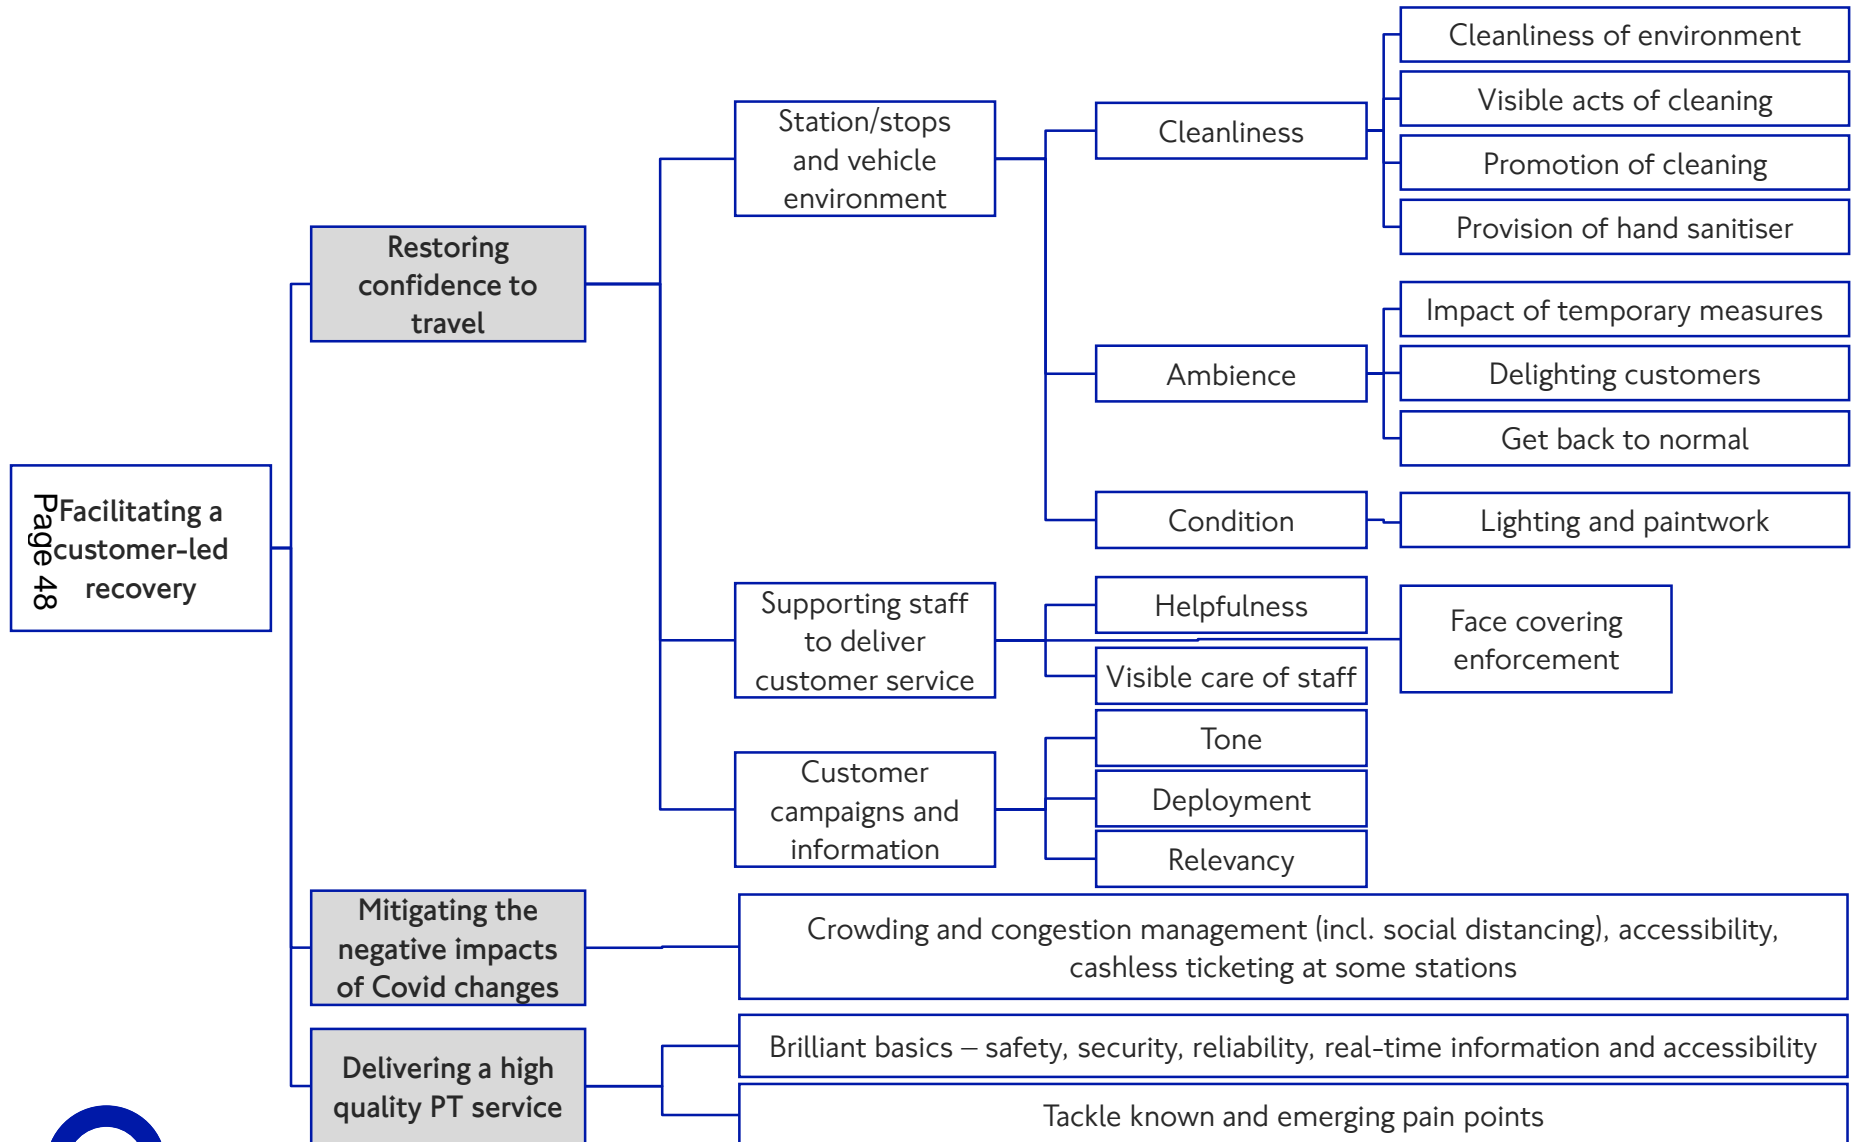 Facilitating a
customer-led
recovery
Page 48
Restoring
confidence to
travel
Station/stops
and vehicle
environment
Cleanliness
Cleanliness of environment
Visible acts of cleaning
Promotion of cleaning
Provision of hand sanitiser
Ambience
Impact of temporary measures
Delighting customers
Get back to normal
Condition
Lighting and paintwork
Supporting staff
to deliver
customer service
Helpfulness
Visible care of staff
Face covering
enforcement
Customer
campaigns and
information
Tone
Deployment
Relevancy
Mitigating the
negative impacts
of Covid changes
Crowding and congestion management (incl. social distancing), accessibility,
cashless ticketing at some stations
Delivering a high
quality PT service
Brilliant basics – safety, security, reliability, real-time information and accessibility
Tackle known and emerging pain points